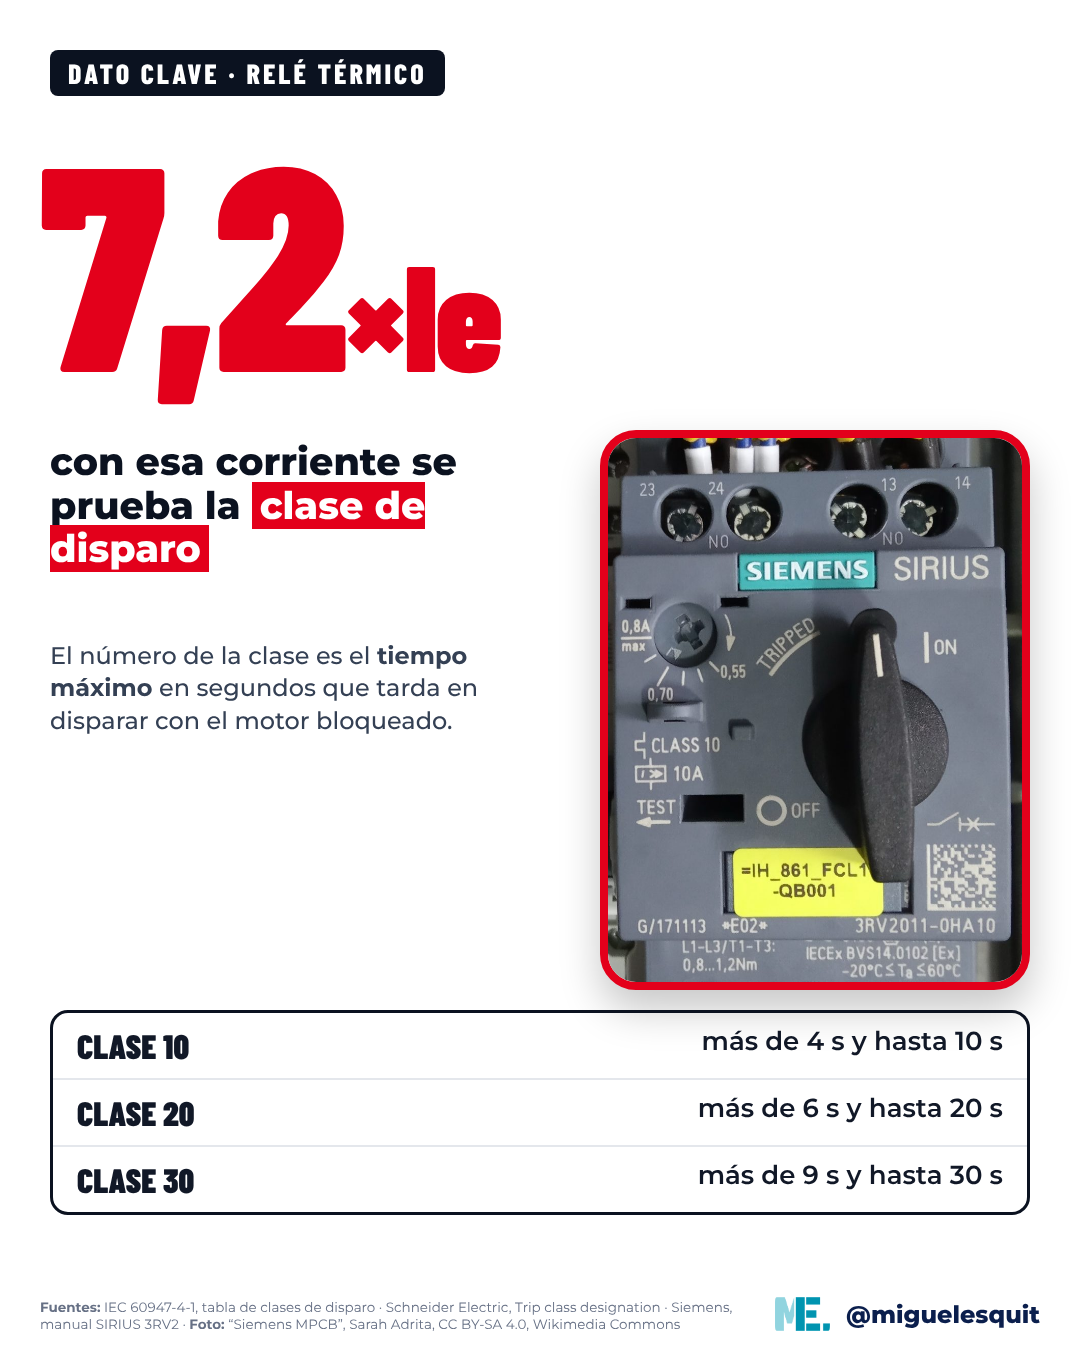 DATO CLAVE · RELÉ TÉRMICO
7,2×Ie
con esa corriente se
prueba la clase de
disparo
El número de la clase es el tiempo
máximo en segundos que tarda en
disparar con el motor bloqueado.
23 24 13 14
NO NO
SIEMENS SIRIUS
0,8A
max
TRIPPED
ON
0,55
0,70
CLASS 10
10A
TEST
OFF
=IH_861_FCL1
-QB001
G/171113 *E02* 3RV2011-0HA10
L1-L3/T1-T3:
0,8...1,2Nm
IECEx BVS14.0102 [Ex]
-20°C≤Ta≤60°C
CLASE 10 más de 4 s y hasta 10 s
CLASE 20 más de 6 s y hasta 20 s
CLASE 30 más de 9 s y hasta 30 s
Fuentes: IEC 60947-4-1, tabla de clases de disparo · Schneider Electric, Trip class designation · Siemens,
manual SIRIUS 3RV2 · Foto: “Siemens MPCB”, Sarah Adrita, CC BY-SA 4.0, Wikimedia Commons
ME. @miguelesquit